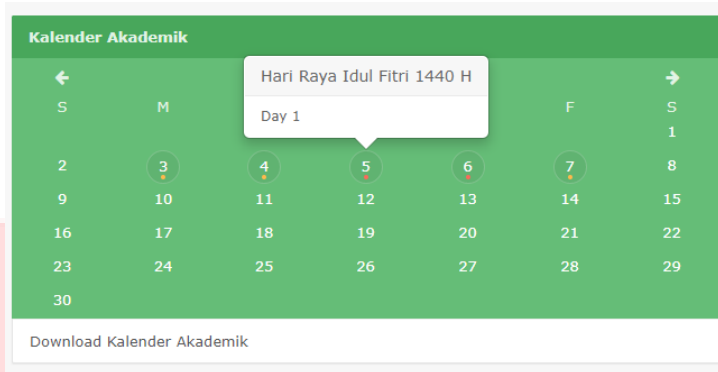 Kalender Akademik
Hari Raya Idul Fitri 1440 H
Day 1
S M F S
1
2 3 4 5 6 7 8
9 10 11 12 13 14 15
16 17 18 19 20 21 22
23 24 25 26 27 28 29
30
Download Kalender Akademik